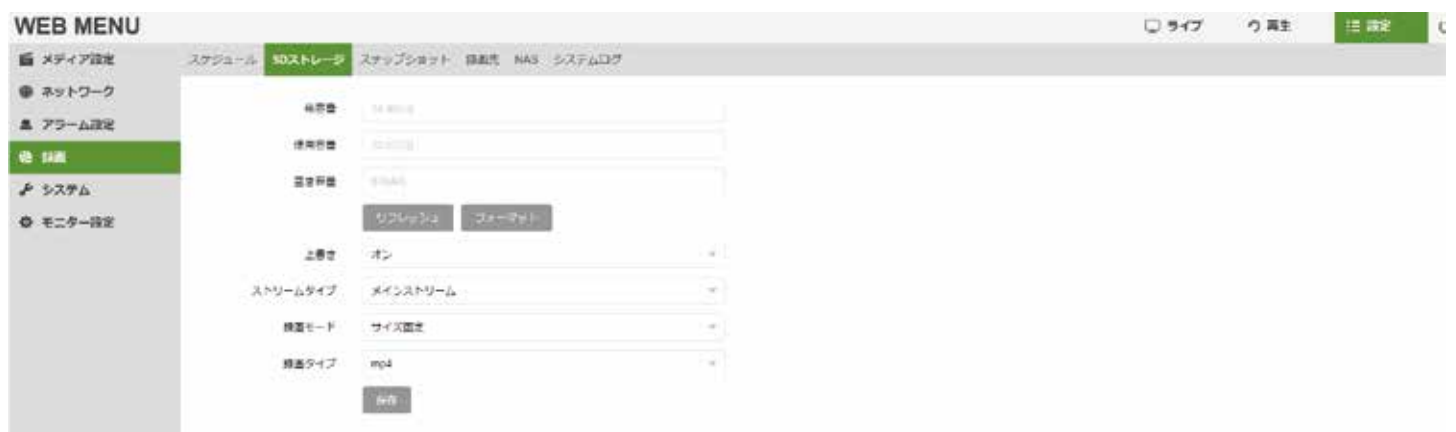 WEB MENU
ライブ 再生 設定
メディア設定
ネットワーク
アラーム設定
録画
システム
モニター設定
スケジュール SDストレージ スナップショット 録画先 NAS システムログ
総容量
使用容量
空き容量
リフレッシュ フォーマット
上書き オン
ストリームタイプ メインストリーム
録画モード サイズ固定
録画タイプ mp4
保存